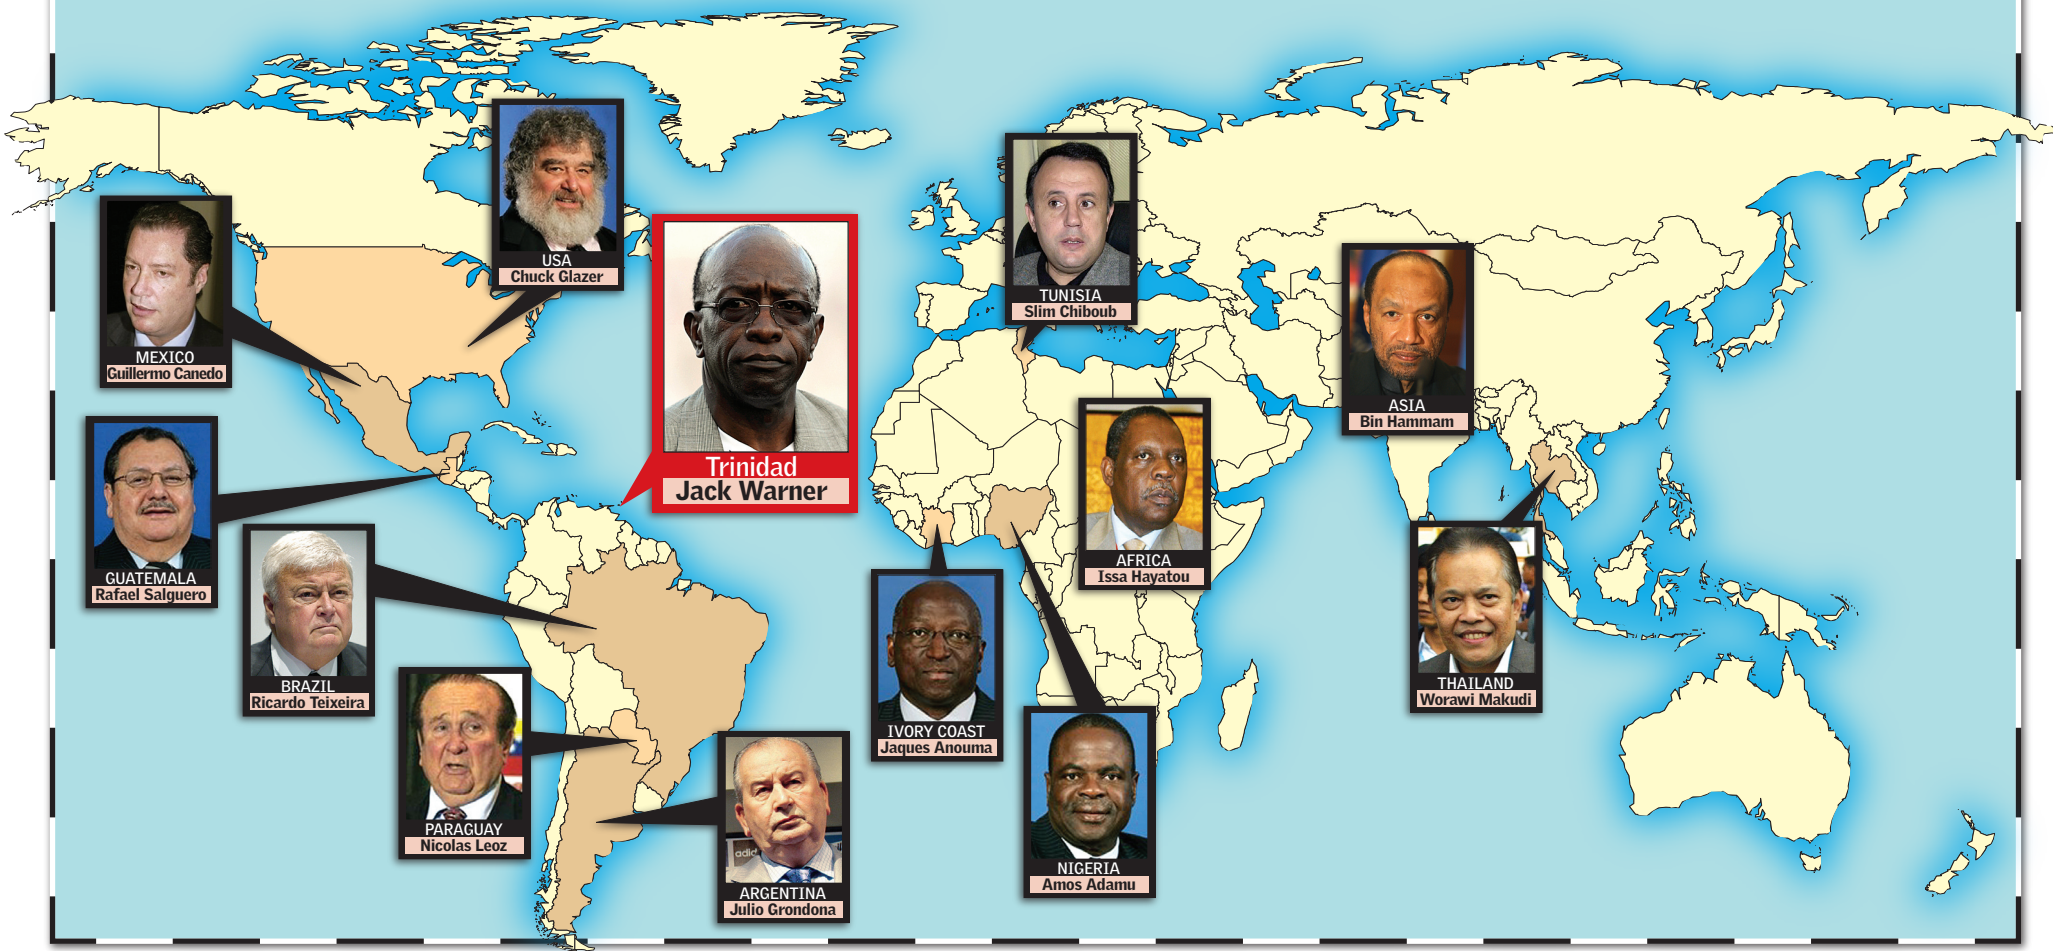 USA
Chuck Glazer
TUNISIA
Slim Chiboub
MEXICO
Guillermo Canedo
ASIA
Bin Hammam
Trinidad
Jack Warner
GUATEMALA
Rafael Salguero
AFRICA
Issa Hayatou
BRAZIL
Ricardo Teixeira
THAILAND
Worawi Makudi
IVORY COAST
Jaques Anouma
PARAGUAY
Nicolas Leoz
adid
NIGERIA
Amos Adamu
ARGENTINA
Julio Grondona